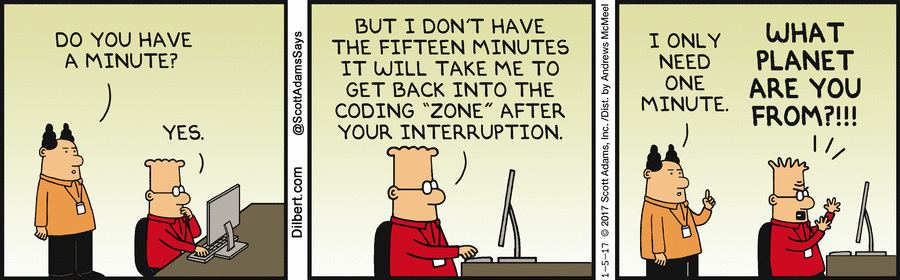 DO YOU HAVE
A MINUTE?
YES.
Dilbert.com
@ScottAdamsSays
BUT I DON'T HAVE
THE FIFTEEN MINUTES
IT WILL TAKE ME TO
GET BACK INTO THE
CODING "ZONE" AFTER
YOUR INTERRUPTION.
1-5-17 © 2017 Scott Adams, Inc. /Dist. by Andrews McMeel
I ONLY
NEED
ONE
MINUTE.
WHAT
PLANET
ARE YOU
FROM?!!!